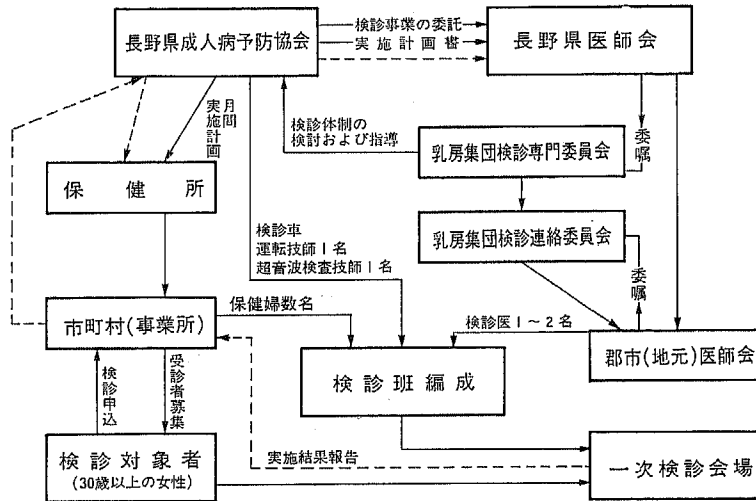 長野県成人病予防協会
検診事業の委託
実施計画書
長野県医師会
月間
実施計画
検診体制の
検討および指導
乳房集団検診専門委員会
委嘱
保健所
乳房集団検診連絡委員会
検診車
運転技師1名
超音波検査技師1名
委嘱
市町村(事業所)
保健婦数名
検診医1〜2名
郡市(地元)医師会
検診班編成
検診申込
受診者募集
検診対象者
(30歳以上の女性)
実施結果報告
一次検診会場